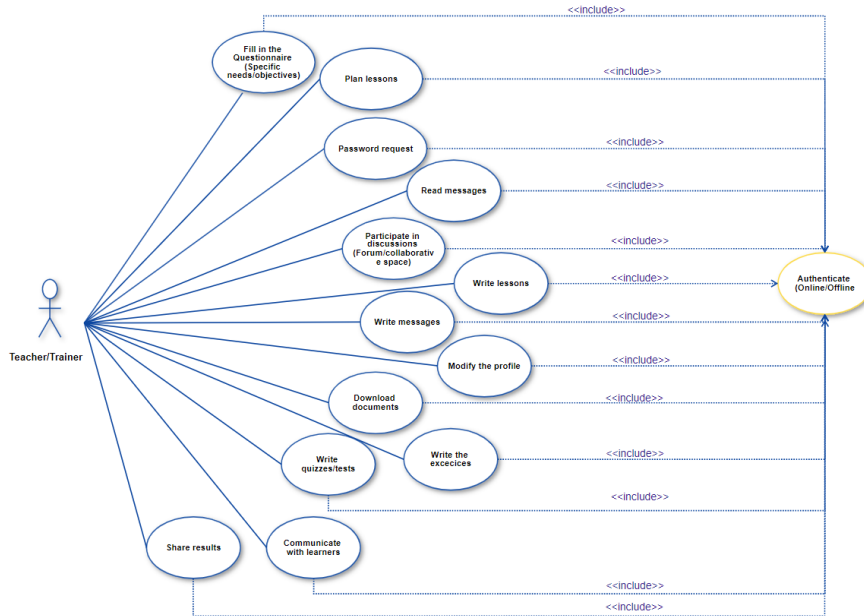 <<include>>
Fill in the
Questionnaire
(Specific
needs/objectives)
Plan lessons
<<include>>
Password request
<<include>>
Read messages
<<include>>
Participate in
discussions
(Forum/collaborativ
e space)
<<include>>
Write lessons
<<include>>
Authenticate
(Online/Offline
Write messages
<<include>>
Teacher/Trainer
Modify the profile
<<include>>
Download
documents
<<include>>
Write the
excecices
<<include>>
Write
quizzes/tests
<<include>>
Share results
Communicate
with learners
<<include>>
<<include>>